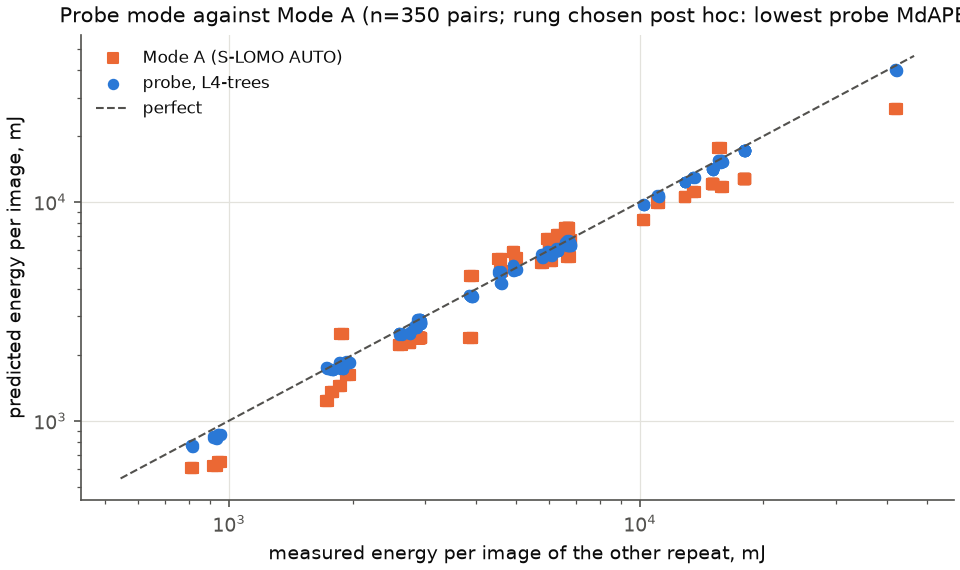 Probe mode against Mode A (n=350 pairs; rung chosen post hoc: lowest probe MdAPE
Mode A (S-LOMO AUTO)
probe, L4-trees
perfect
predicted energy per image, mJ
10⁴
10³
10³
10⁴
measured energy per image of the other repeat, mJ